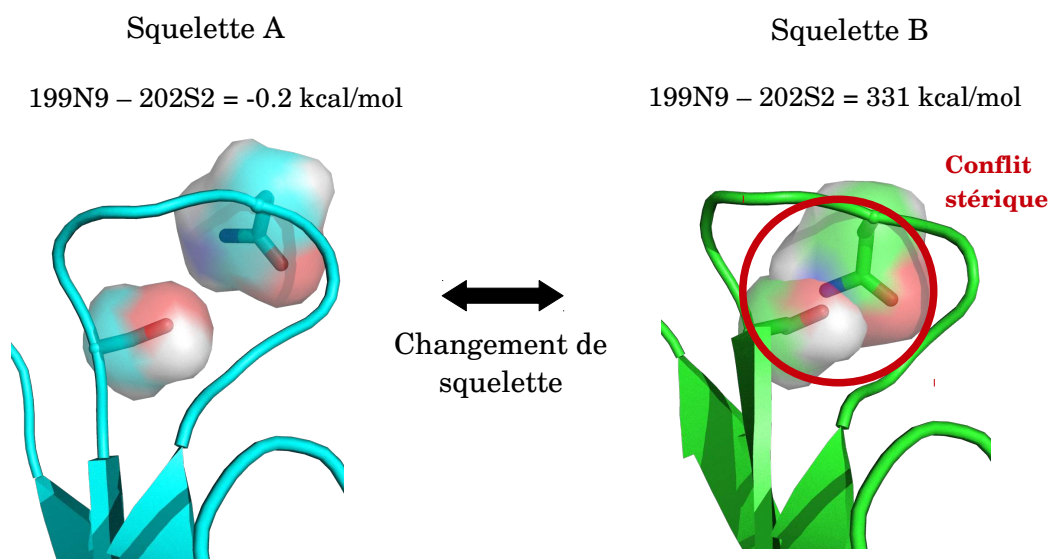 Squelette A
199N9 – 202S2 = -0.2 kcal/mol
Squelette B
199N9 – 202S2 = 331 kcal/mol
Conflit
stérique
Changement de
squelette